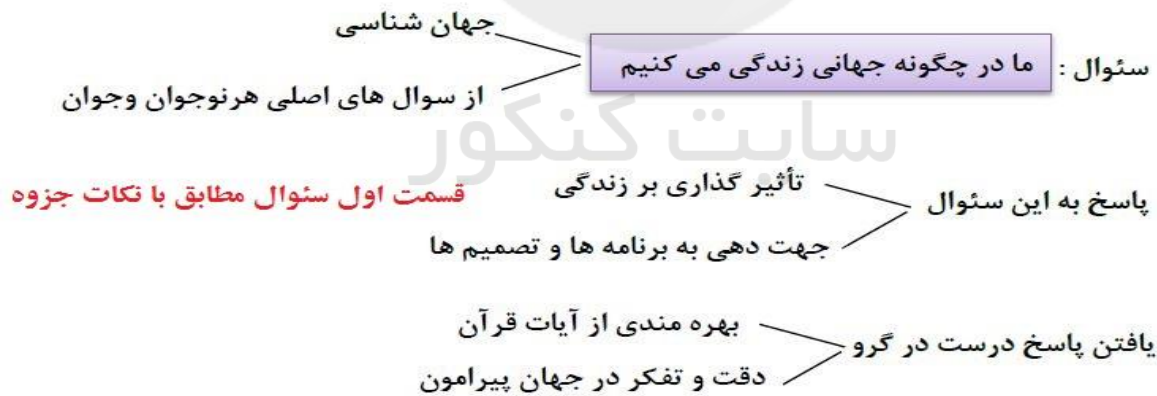 جهان شناسی
سئوال : ما در چگونه جهانی زندگی می کنیم
از سوال های اصلی هرنوجوان وجوان
سایت کنکور
تأثیر گذاری بر زندگی
قسمت اول سئوال مطابق با نکات جزوه
پاسخ به این سئوال
جهت دهی به برنامه ها و تصمیم ها
بهره مندی از آیات قرآن
یافتن پاسخ درست در گرو
دقت و تفکر در جهان پیرامون